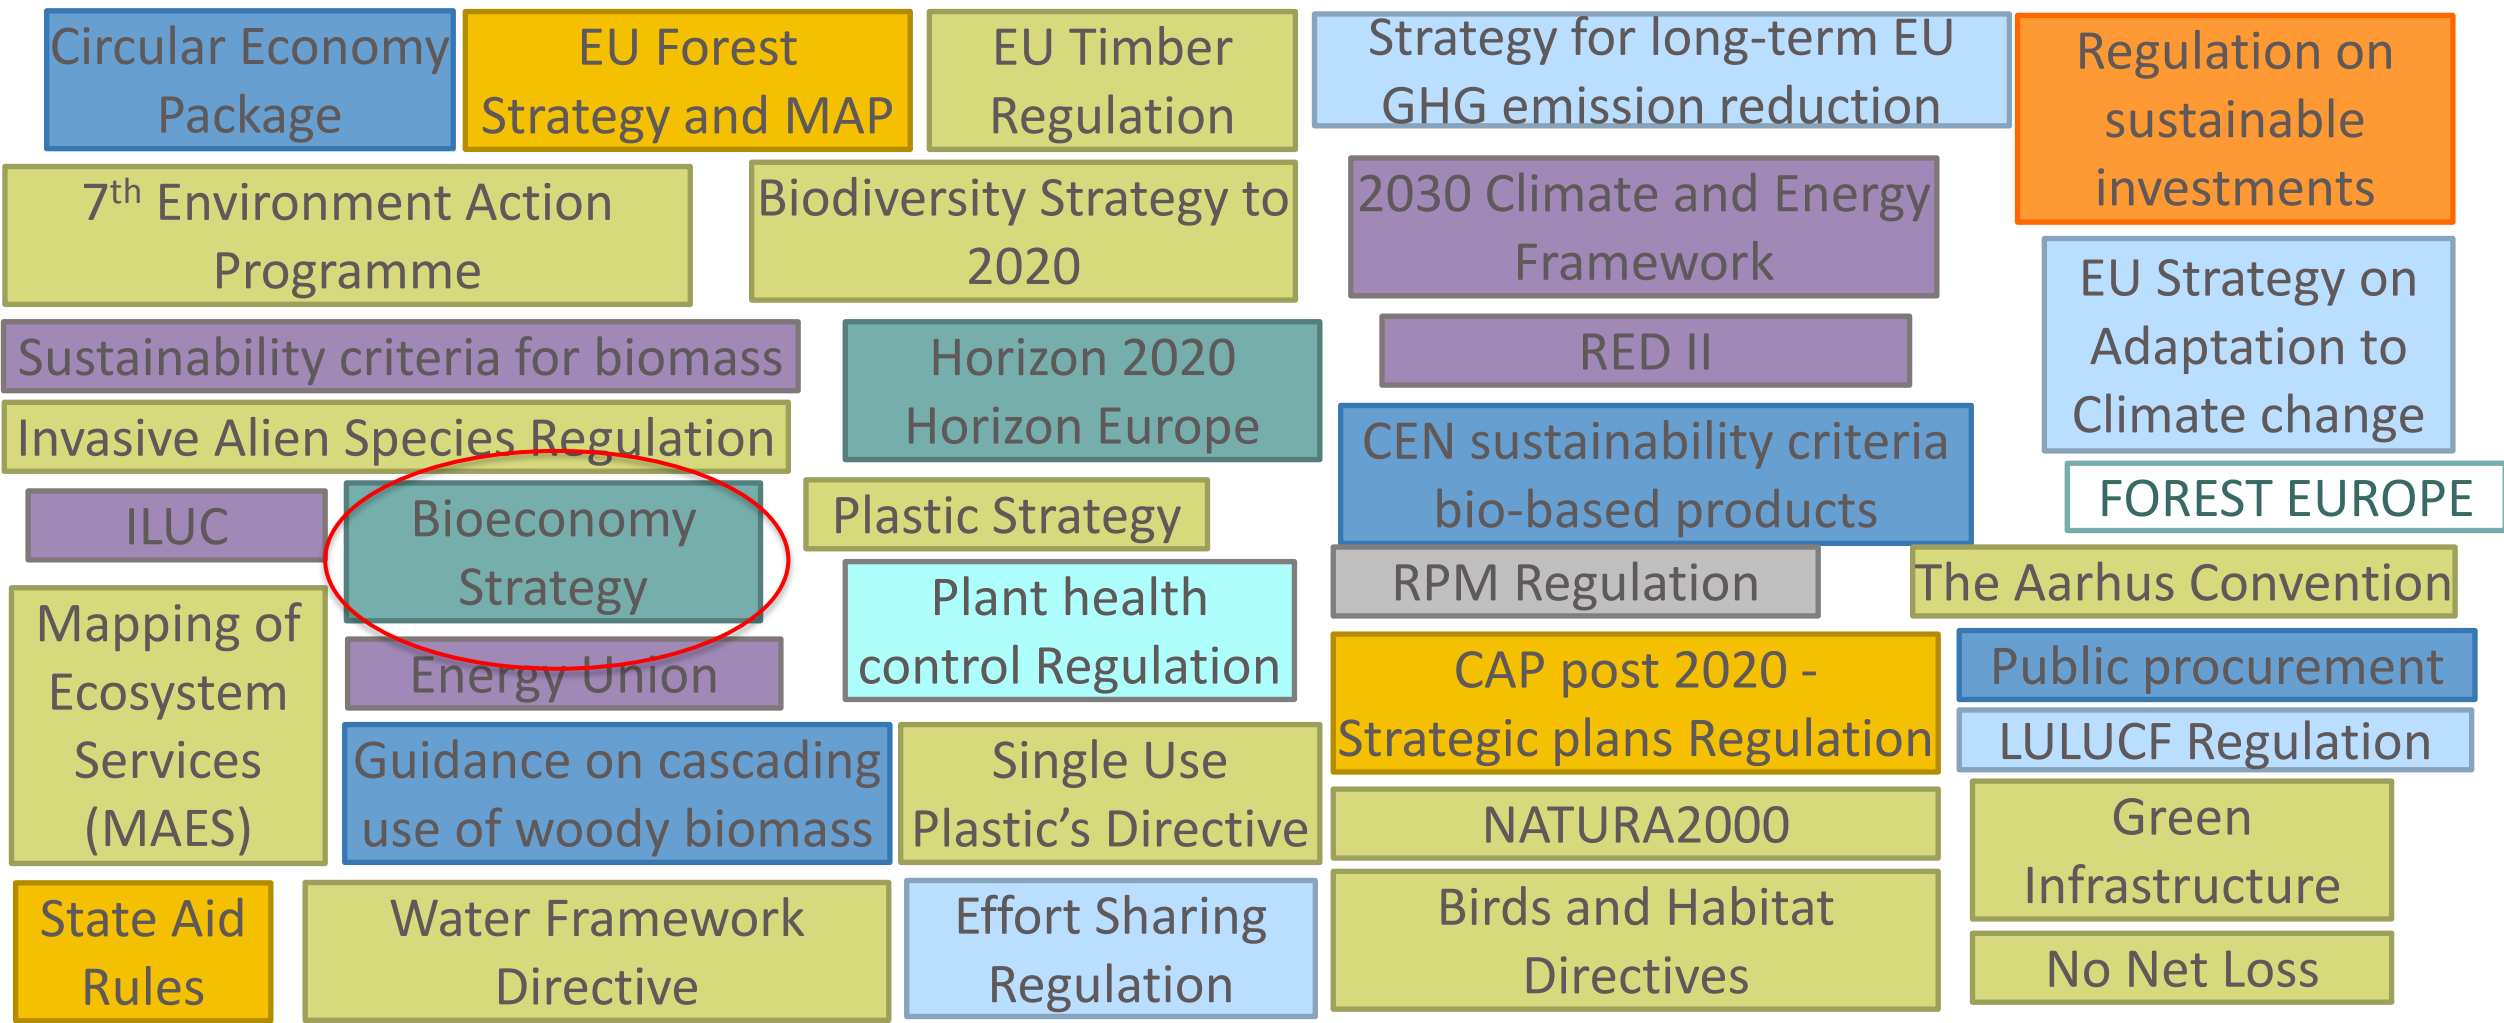 Circular Economy
Package
EU Forest
Strategy and MAP
EU Timber
Regulation
Strategy for long-term EU
GHG emission reduction
Regulation on
sustainable
investments
7th Environment Action
Programme
Biodiversity Strategy to
2020
2030 Climate and Energy
Framework
EU Strategy on
Adaptation to
Climate change
Sustainability criteria for biomass
Horizon 2020
Horizon Europe
RED II
Invasive Alien Species Regulation
CEN sustainability criteria
bio-based products
FOREST EUROPE
ILUC
Bioeconomy
Strategy
Plastic Strategy
Plant health
control Regulation
RPM Regulation
The Aarhus Convention
Mapping of
Ecosystem
Services
(MAES)
Energy Union
CAP post 2020 -
Strategic plans Regulation
Public procurement
LULUCF Regulation
Guidance on cascading
use of woody biomass
Single Use
Plastic’s Directive
NATURA2000
Green
Infrastructure
State Aid
Rules
Water Framework
Directive
Effort Sharing
Regulation
Birds and Habitat
Directives
No Net Loss